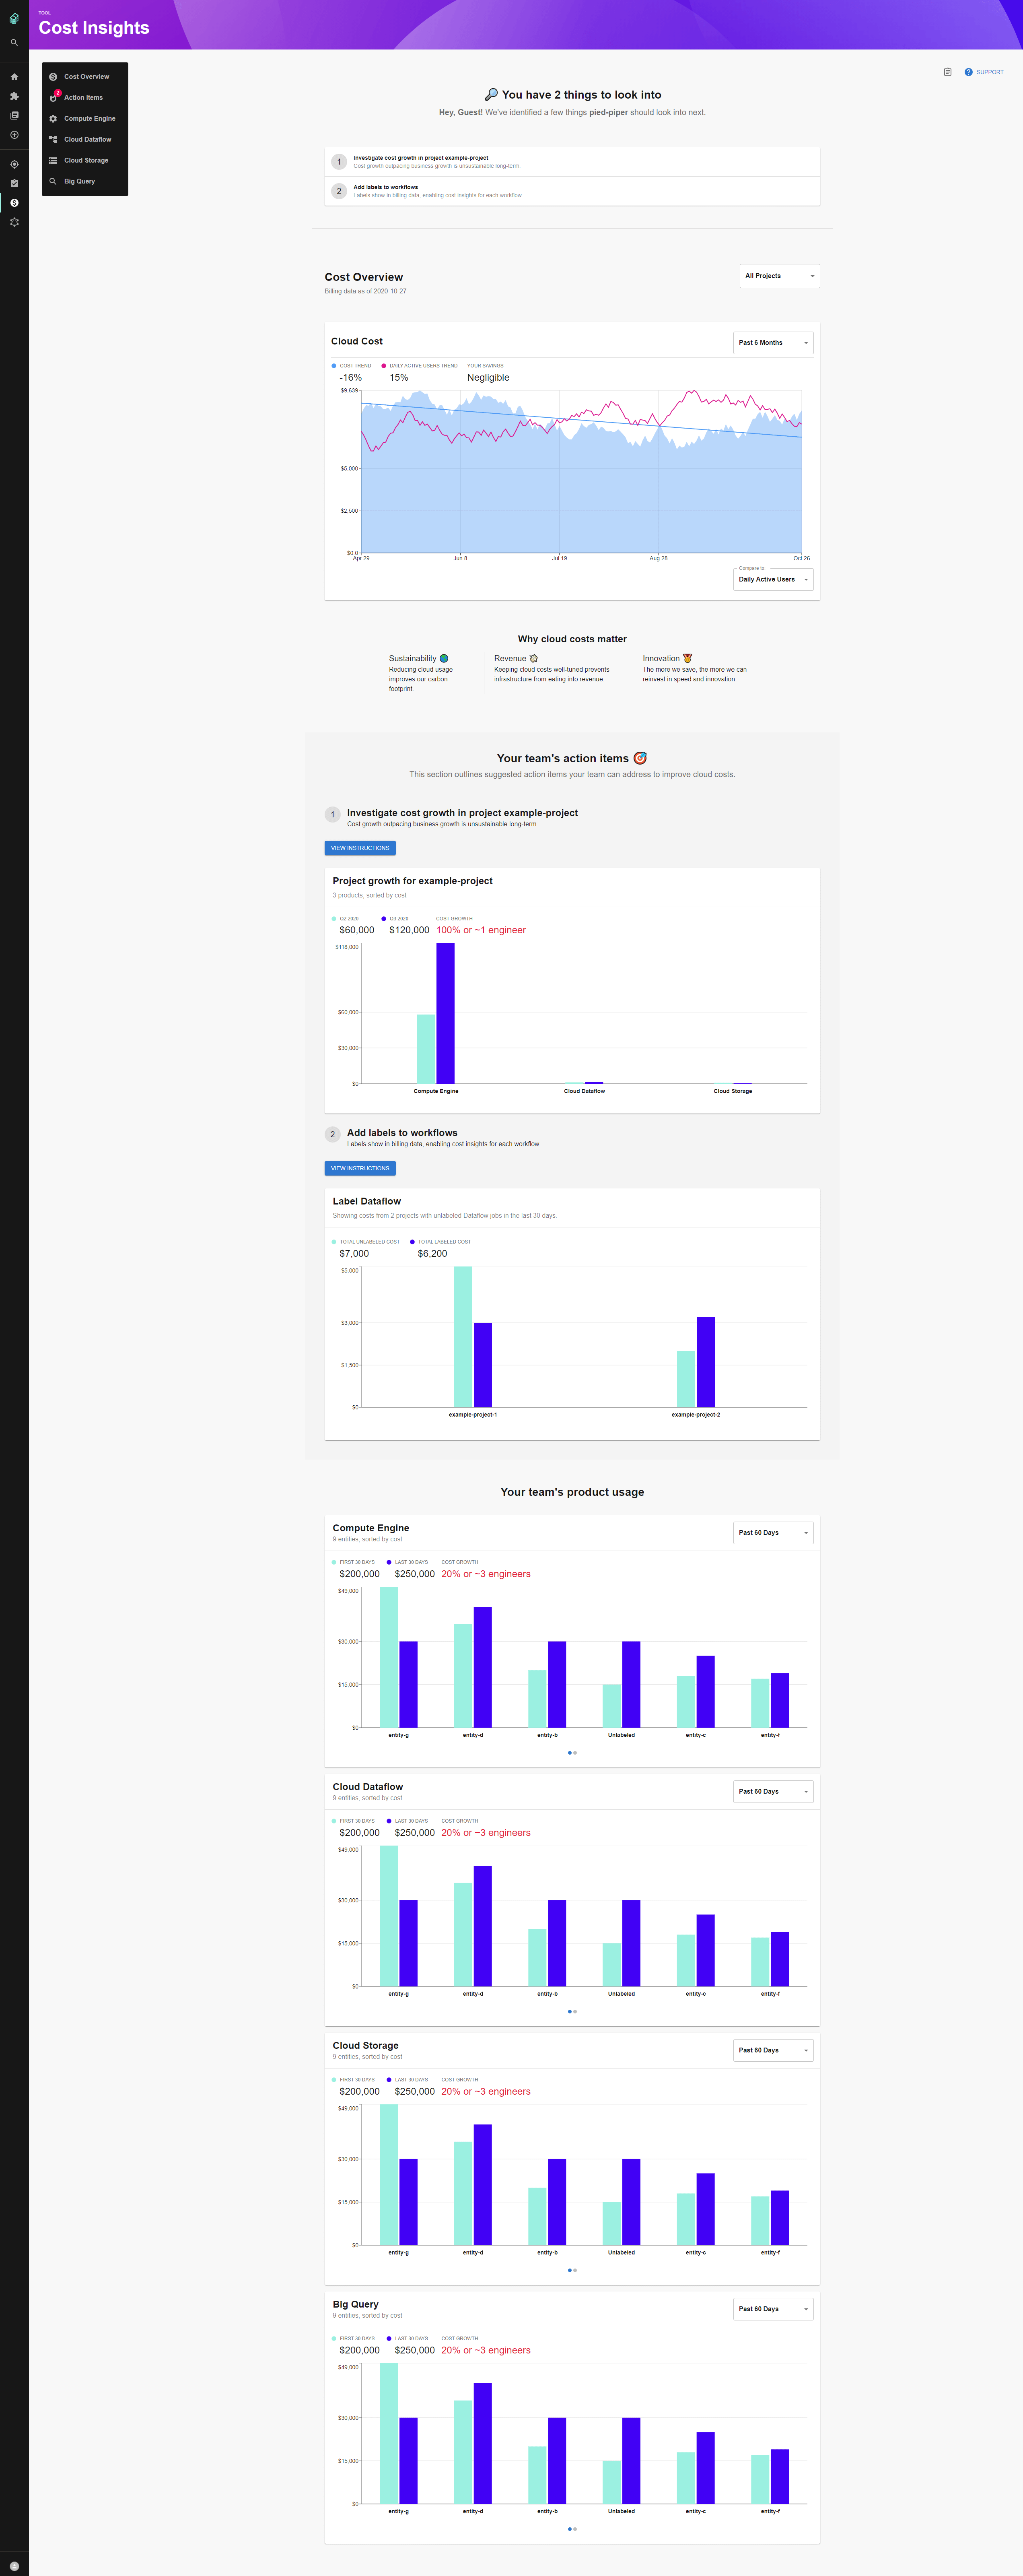 TOOL
Cost Insights
Cost Overview
2
Action Items
Compute Engine
Cloud Dataflow
Cloud Storage
Big Query
SUPPORT
You have 2 things to look into
Hey, Guest! We've identified a few things pied-piper should look into next.
1
Investigate cost growth in project example-project
Cost growth outpacing business growth is unsustainable long-term.
2
Add labels to workflows
Labels show in billing data, enabling cost insights for each workflow.
Cost Overview
Billing data as of 2020-10-27
All Projects
Cloud Cost
Past 6 Months
COST TREND
DAILY ACTIVE USERS TREND
YOUR SAVINGS
-16%
15%
Negligible
$9,639
$5,000
$2,500
$0.0
Apr 29
Jun 8
Jul 19
Aug 28
Oct 26
Compare to:
Daily Active Users
Why cloud costs matter
Sustainability
Reducing cloud usage
improves our carbon
footprint.
Revenue
Keeping cloud costs well-tuned prevents
infrastructure from eating into revenue.
Innovation
The more we save, the more we can
reinvest in speed and innovation.
Your team's action items
This section outlines suggested action items your team can address to improve cloud costs.
1
Investigate cost growth in project example-project
Cost growth outpacing business growth is unsustainable long-term.
VIEW INSTRUCTIONS
Project growth for example-project
3 products, sorted by cost
Q2 2020
Q3 2020
COST GROWTH
$60,000
$120,000
100% or ~1 engineer
$118,000
$60,000
$30,000
$0
Compute Engine
Cloud Dataflow
Cloud Storage
2
Add labels to workflows
Labels show in billing data, enabling cost insights for each workflow.
VIEW INSTRUCTIONS
Label Dataflow
Showing costs from 2 projects with unlabeled Dataflow jobs in the last 30 days.
TOTAL UNLABELED COST
TOTAL LABELED COST
$7,000
$6,200
$5,000
$3,000
$1,500
$0
example-project-1
example-project-2
Your team's product usage
Compute Engine
9 entities, sorted by cost
Past 60 Days
FIRST 30 DAYS
LAST 30 DAYS
COST GROWTH
$200,000
$250,000
20% or ~3 engineers
$49,000
$30,000
$15,000
$0
entity-g
entity-d
entity-b
Unlabeled
entity-c
entity-f
Cloud Dataflow
9 entities, sorted by cost
Past 60 Days
FIRST 30 DAYS
LAST 30 DAYS
COST GROWTH
$200,000
$250,000
20% or ~3 engineers
$49,000
$30,000
$15,000
$0
entity-g
entity-d
entity-b
Unlabeled
entity-c
entity-f
Cloud Storage
9 entities, sorted by cost
Past 60 Days
FIRST 30 DAYS
LAST 30 DAYS
COST GROWTH
$200,000
$250,000
20% or ~3 engineers
$49,000
$30,000
$15,000
$0
entity-g
entity-d
entity-b
Unlabeled
entity-c
entity-f
Big Query
9 entities, sorted by cost
Past 60 Days
FIRST 30 DAYS
LAST 30 DAYS
COST GROWTH
$200,000
$250,000
20% or ~3 engineers
$49,000
$30,000
$15,000
$0
entity-g
entity-d
entity-b
Unlabeled
entity-c
entity-f